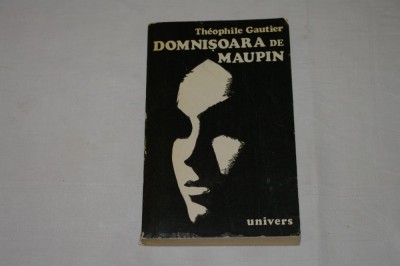 Théophile Gautier
DOMNIȘOARA DE
MAUPIN
univers